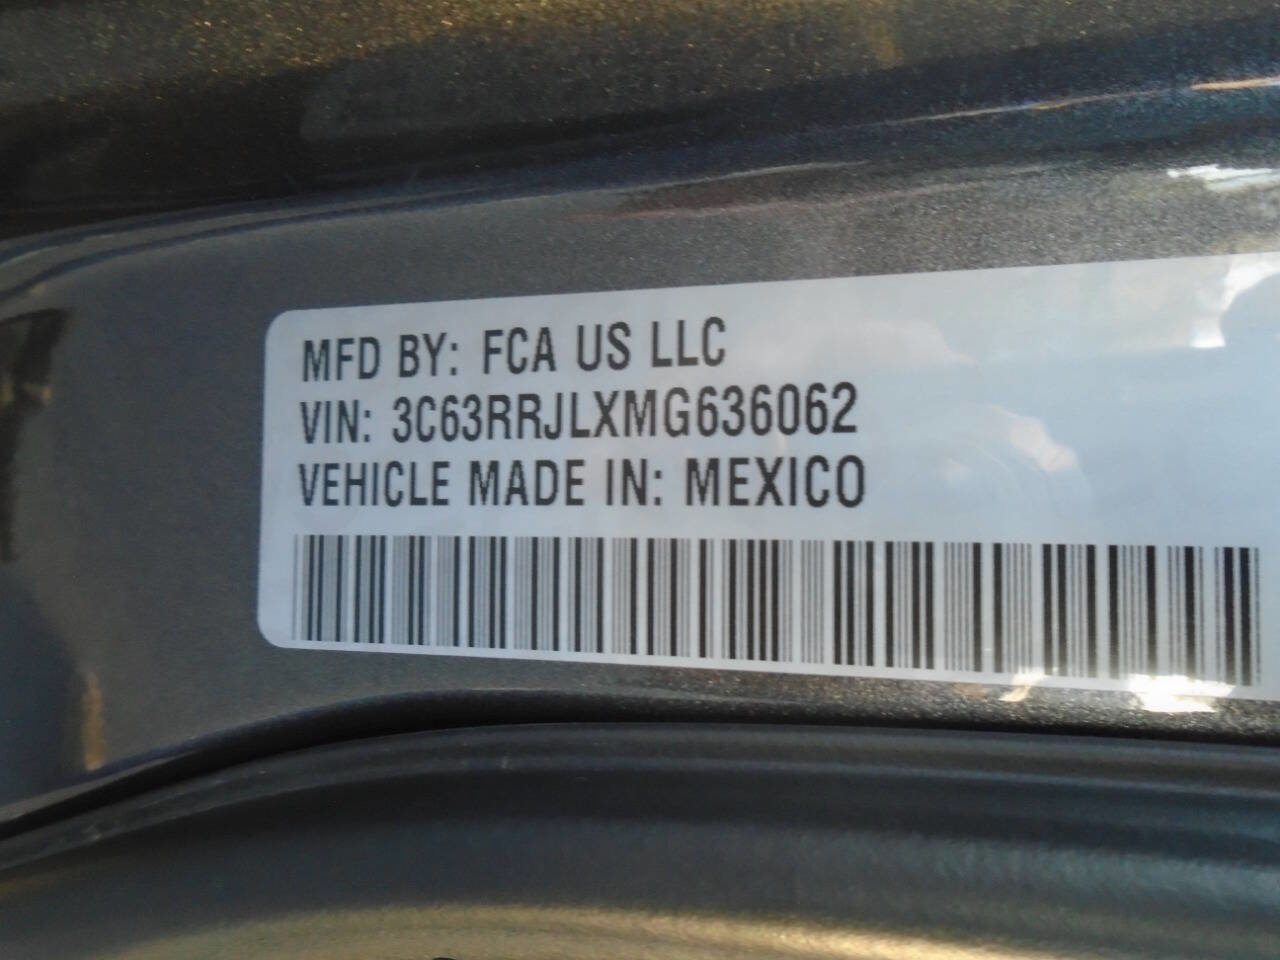 MFD BY: FCA US LLC
VIN: 3C63RRJLXMG636062
VEHICLE MADE IN: MEXICO